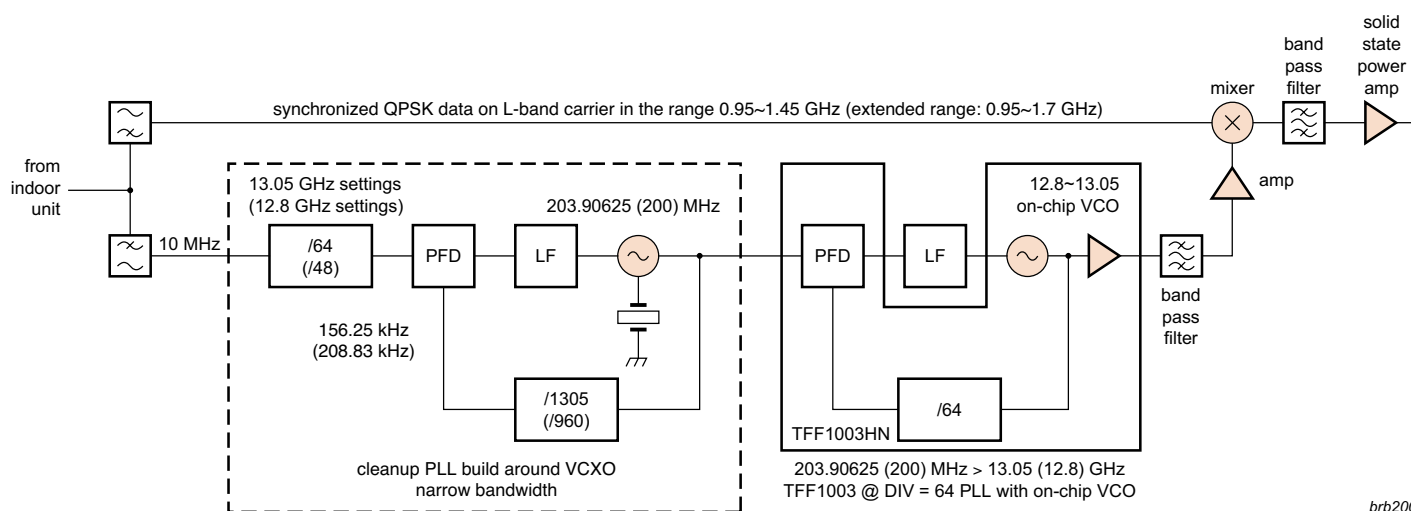 solid
state
power
amp
band
pass
filter
mixer
synchronized QPSK data on L-band carrier in the range 0.95~1.45 GHz (extended range: 0.95~1.7 GHz)
from
indoor
unit
amp
13.05 GHz settings
(12.8 GHz settings)
203.90625 (200) MHz
12.8~13.05
on-chip VCO
10 MHz
/64
(/48)
PFD
LF
PFD
LF
band
pass
filter
156.25 kHz
(208.83 kHz)
/1305
(/960)
/64
TFF1003HN
cleanup PLL build around VCXO
narrow bandwidth
203.90625 (200) MHz > 13.05 (12.8) GHz
TFF1003 @ DIV = 64 PLL with on-chip VCO